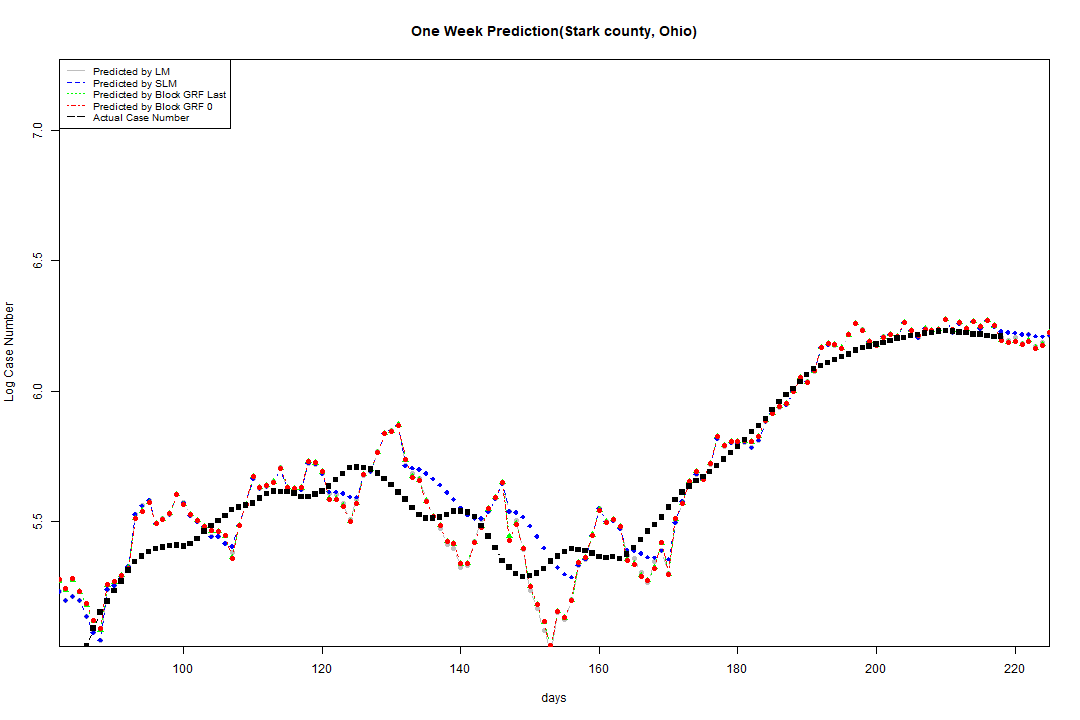 One Week Prediction(Stark county, Ohio)
Predicted by LM
Predicted by SLM
Predicted by Block GRF Last
Predicted by Block GRF 0
Actual Case Number
7.0
6.5
6.0
5.5
Log Case Number
100 120 140 160 180 200 220
days